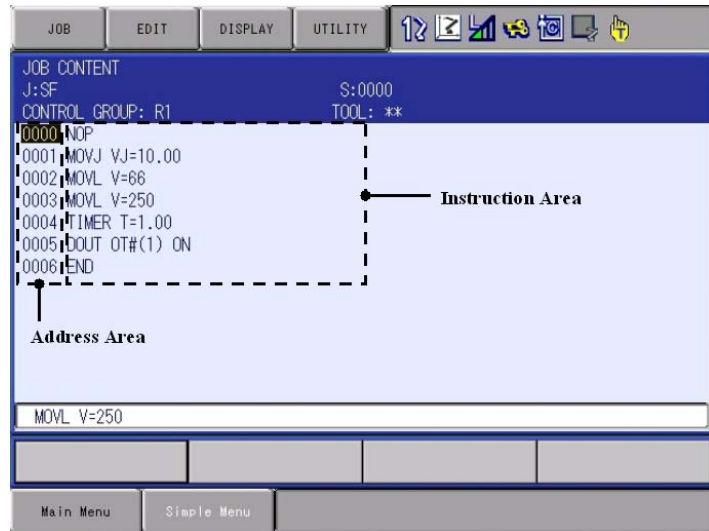 JOB EDIT DISPLAY UTILITY
JOB CONTENT
J:SF S:0000
CONTROL GROUP: R1 TOOL: **
0000 NOP
0001 MOVJ VJ=10.00
0002 MOVL V=66
0003 MOVL V=250
0004 TIMER T=1.00
0005 DOUT OT#(1) ON
0006 END
Instruction Area
Address Area
MOVL V=250
Main Menu Simple Menu